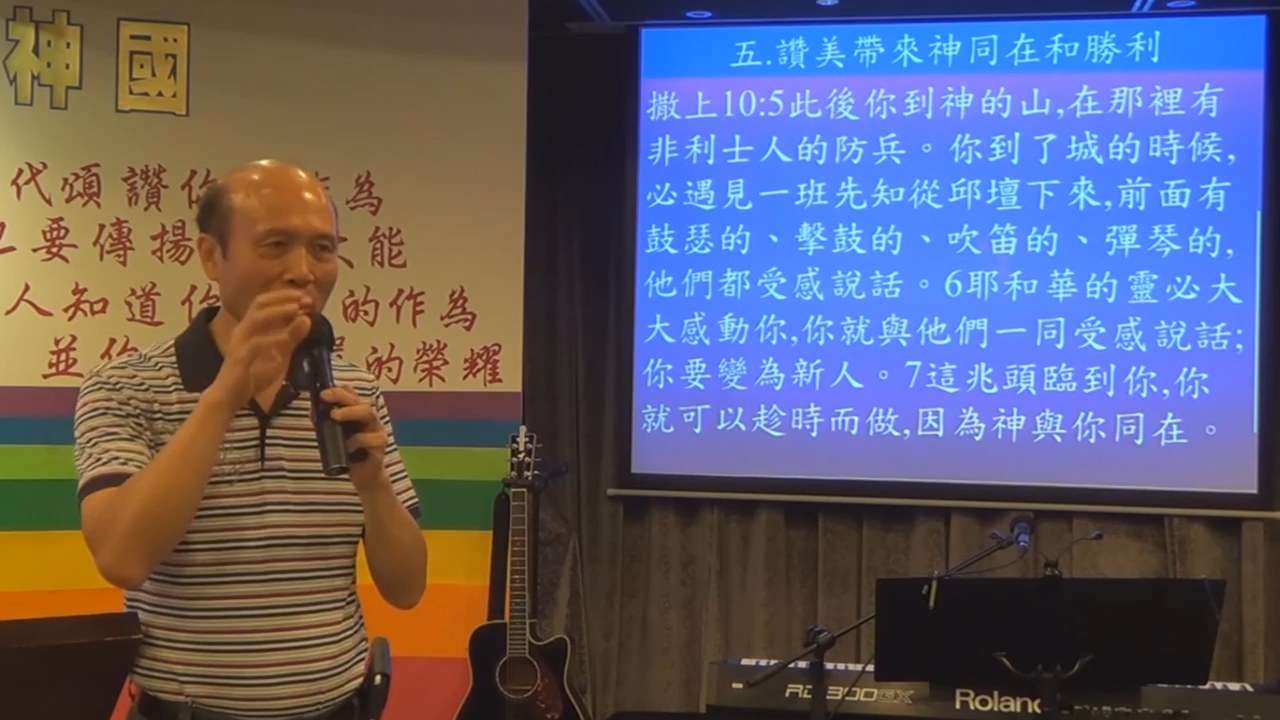 神國
代頌讚你 作為
要傳揚 大能
人知道你 的作為
並你 的榮耀
五.讚美帶來神同在和勝利
撒上10:5此後你到神的山,在那裡有
非利士人的防兵。你到了城的時候,
必遇見一班先知從邱壇下來,前面有
鼓瑟的、擊鼓的、吹笛的、彈琴的,
他們都受感說話。6耶和華的靈必大
大感動你,你就與他們一同受感說話;
你要變為新人。7這兆頭臨到你,你
就可以趁時而做,因為神與你同在。
RD 300GX
Roland